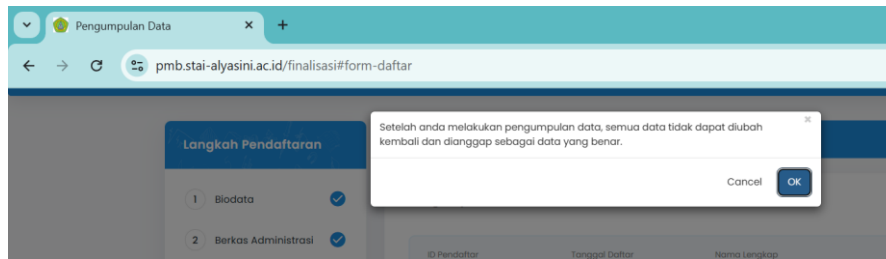 Pengumpulan Data
pmb.stai-alyasini.ac.id/finalisasi#form-daftar
Setelah anda melakukan pengumpulan data, semua data tidak dapat diubah
kembali dan dianggap sebagai data yang benar.
Cancel OK
Langkah Pendaftaran
1 Biodata
2 Berkas Administrasi
ID Pendaftar Tanggal Daftar Nama Lengkap